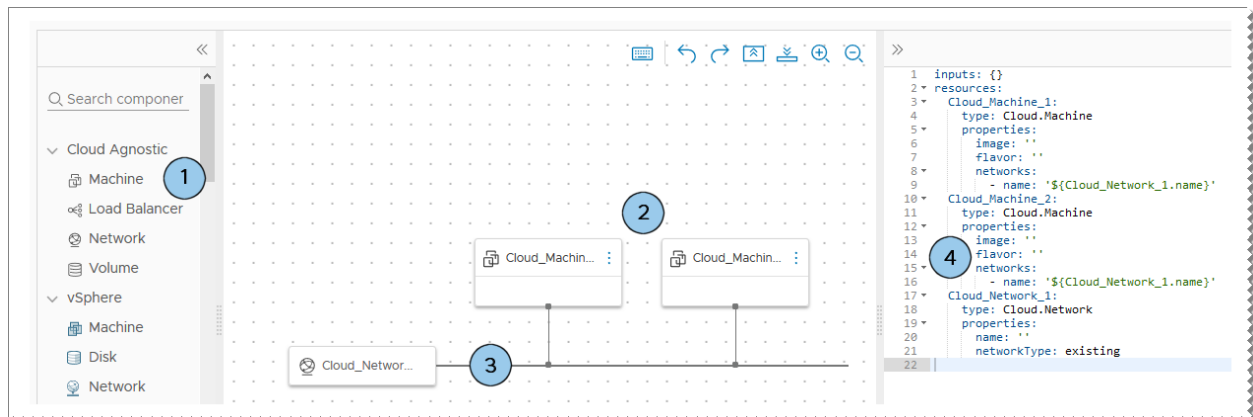 Search componer
Cloud Agnostic
Machine
1
Load Balancer
Network
Volume
vSphere
Machine
Disk
Network
2
Cloud_Machin...
Cloud_Machin...
Cloud_Networ...
3
1 inputs: {}
2 resources:
3 Cloud_Machine_1:
4 type: Cloud.Machine
5 properties:
6 image: ''
7 flavor: ''
8 networks:
9 - name: '${Cloud_Network_1.name}'
10 Cloud_Machine_2:
11 type: Cloud.Machine
12 properties:
13 image: ''
14 flavor: ''
15 networks:
16 - name: '${Cloud_Network_1.name}'
17 Cloud_Network_1:
18 type: Cloud.Network
19 properties:
20 name: ''
21 networkType: existing
22
4